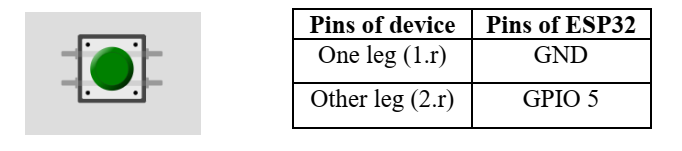 Pins of device Pins of ESP32
One leg (1.r) GND
Other leg (2.r) GPIO 5